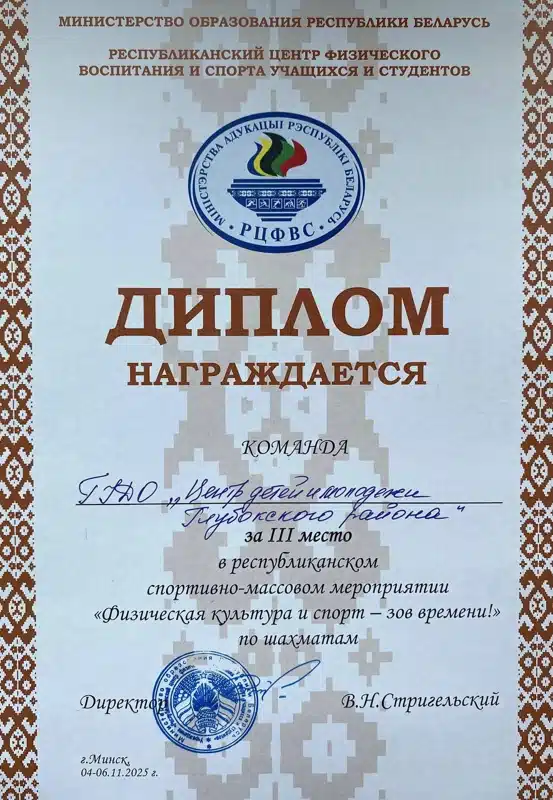 МИНИСТЕРСТВО ОБРАЗОВАНИЯ РЕСПУБЛИКИ БЕЛАРУСЬ
РЕСПУБЛИКАНСКИЙ ЦЕНТР ФИЗИЧЕСКОГО
ВОСПИТАНИЯ И СПОРТА УЧАЩИХСЯ И СТУДЕНТОВ
МІНІСТЭРСТВА АДУКАЦЫІ РЭСПУБЛІКІ БЕЛАРУСЬ
· РЦФВС ·
ДИПЛОМ
НАГРАЖДАЕТСЯ
КОМАНДА
ГУДО „Центр детей и молодежи
Глубокского района"
за III место
в республиканском
спортивно-массовом мероприятии
«Физическая культура и спорт – зов времени!»
по шахматам
Директор В.Н.Стригельский
г.Минск,
04-06.11.2025 г.